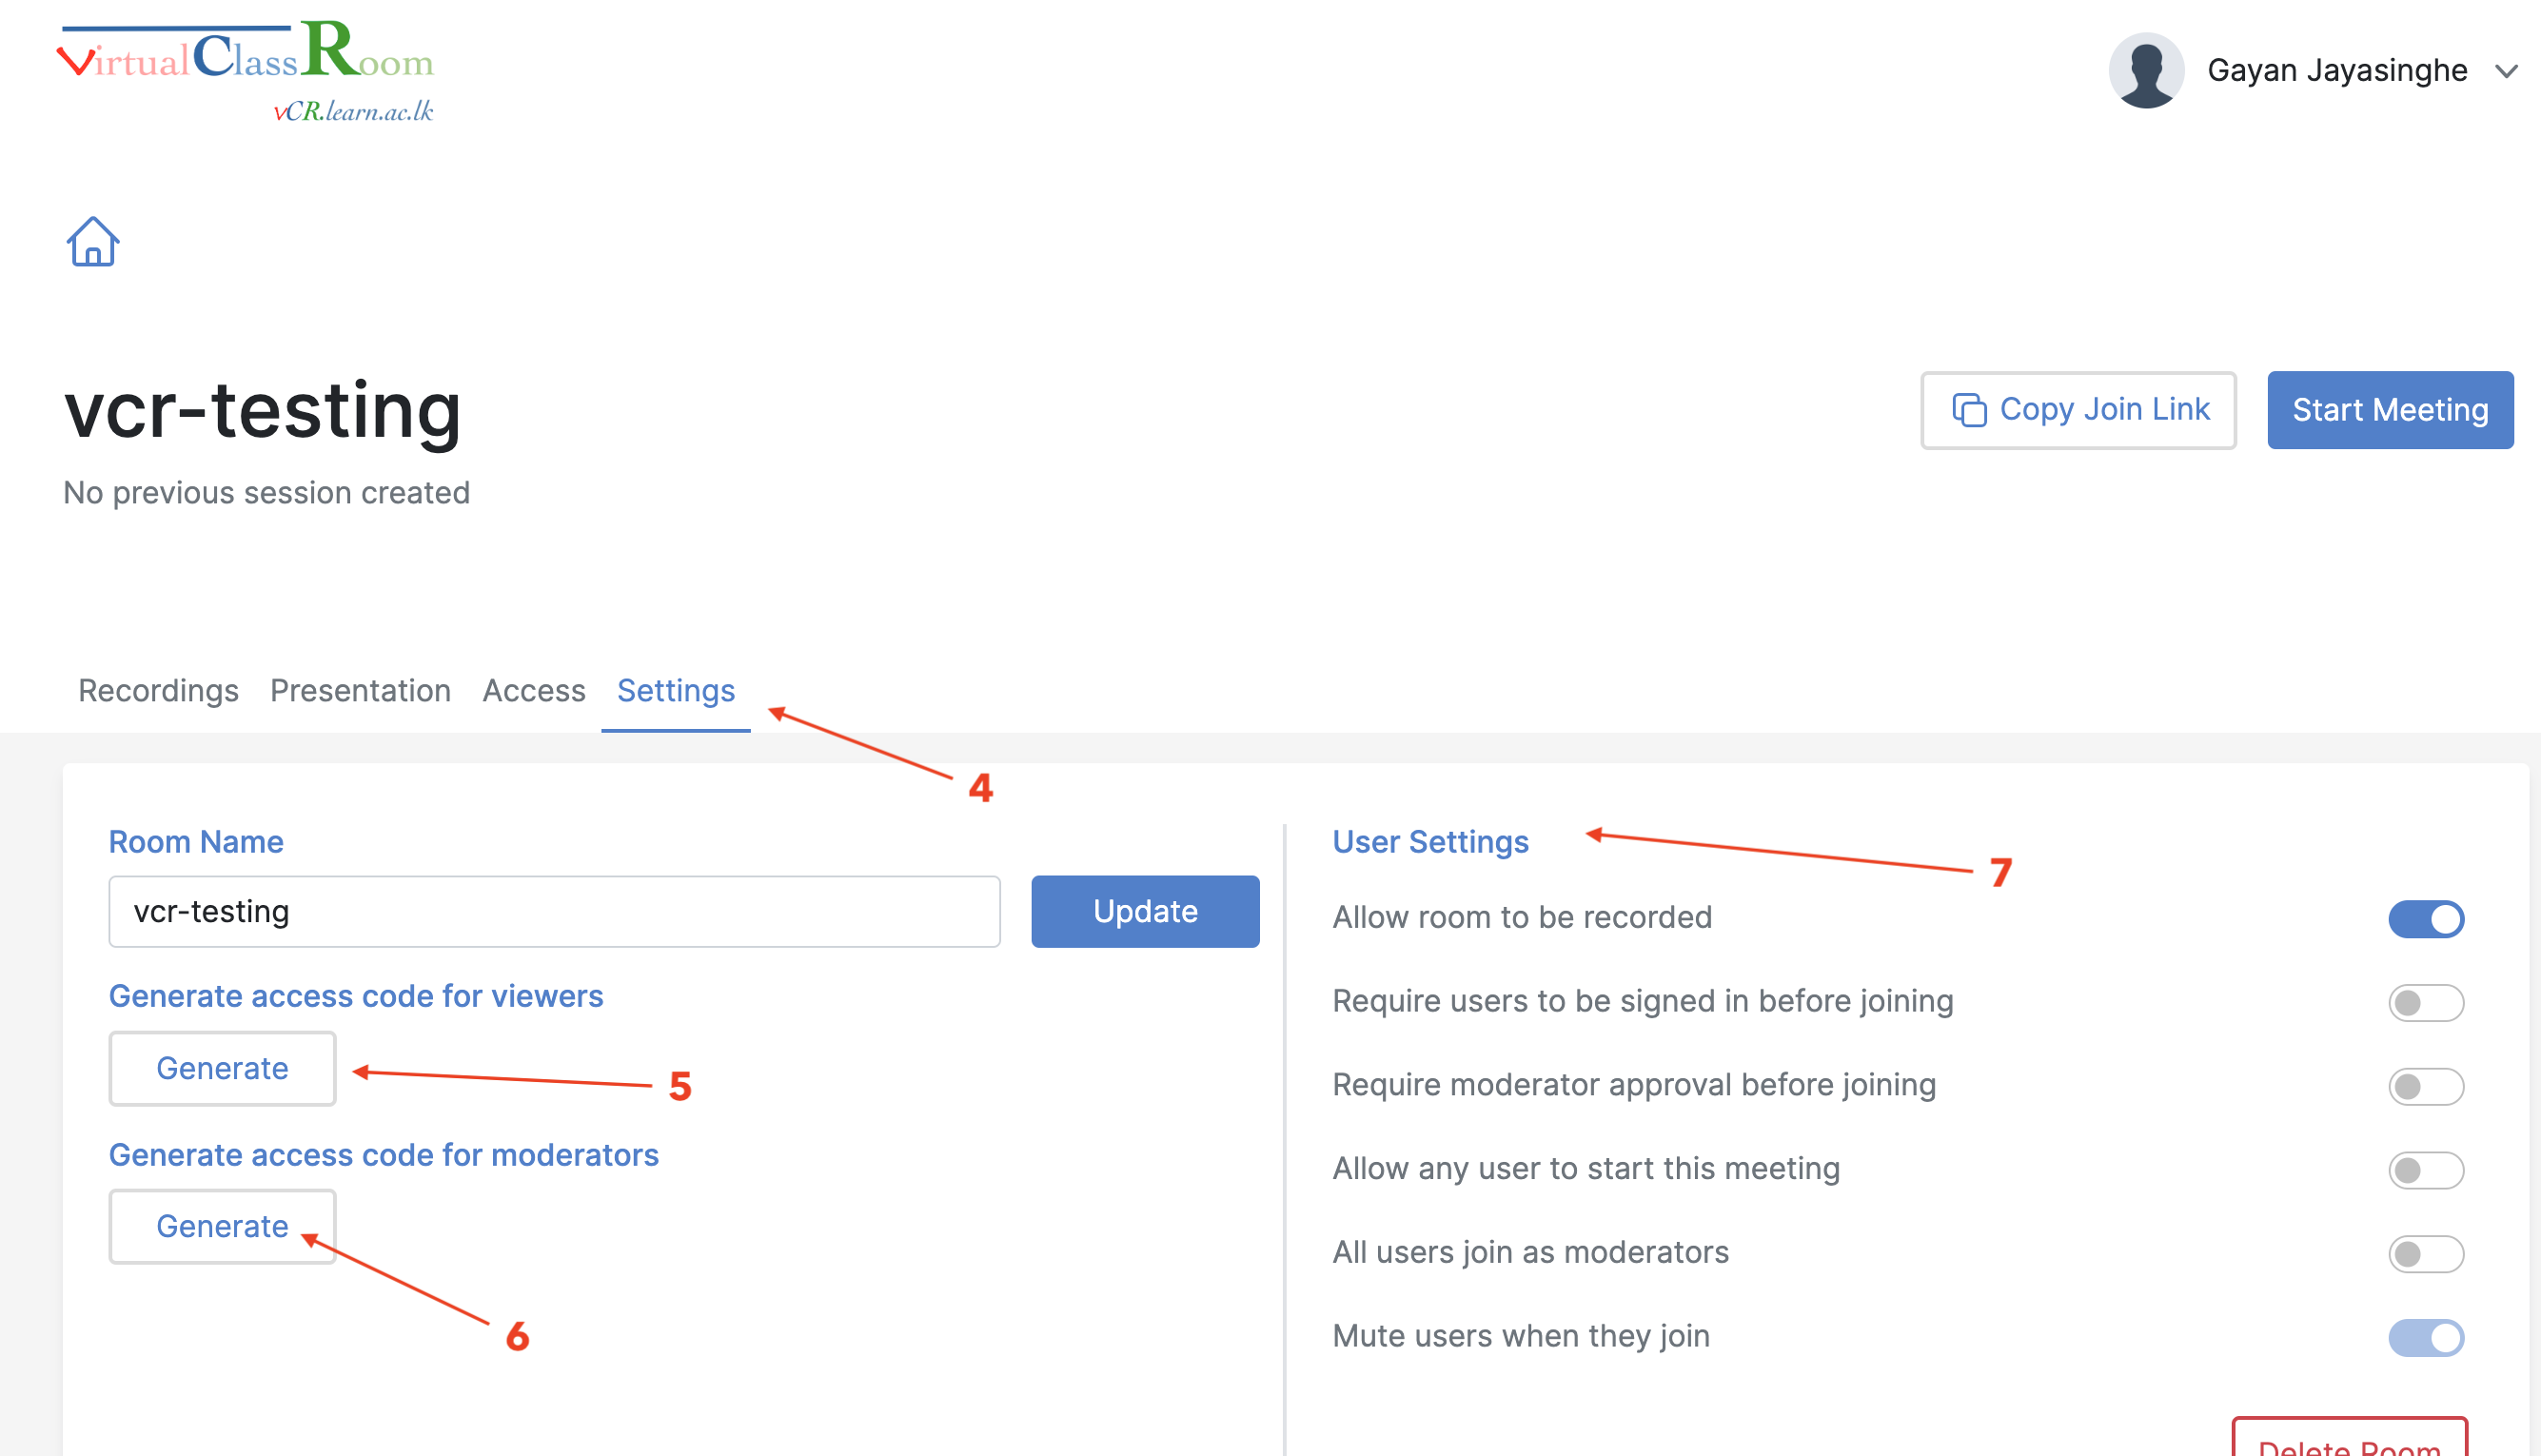 VirtualClassRoom
vCR.learn.ac.lk
Gayan Jayasinghe
vcr-testing
Copy Join Link
Start Meeting
No previous session created
Recordings Presentation Access Settings
4
Room Name
vcr-testing
Update
Generate access code for viewers
Generate
5
Generate access code for moderators
Generate
6
User Settings
7
Allow room to be recorded
Require users to be signed in before joining
Require moderator approval before joining
Allow any user to start this meeting
All users join as moderators
Mute users when they join
Delete Room